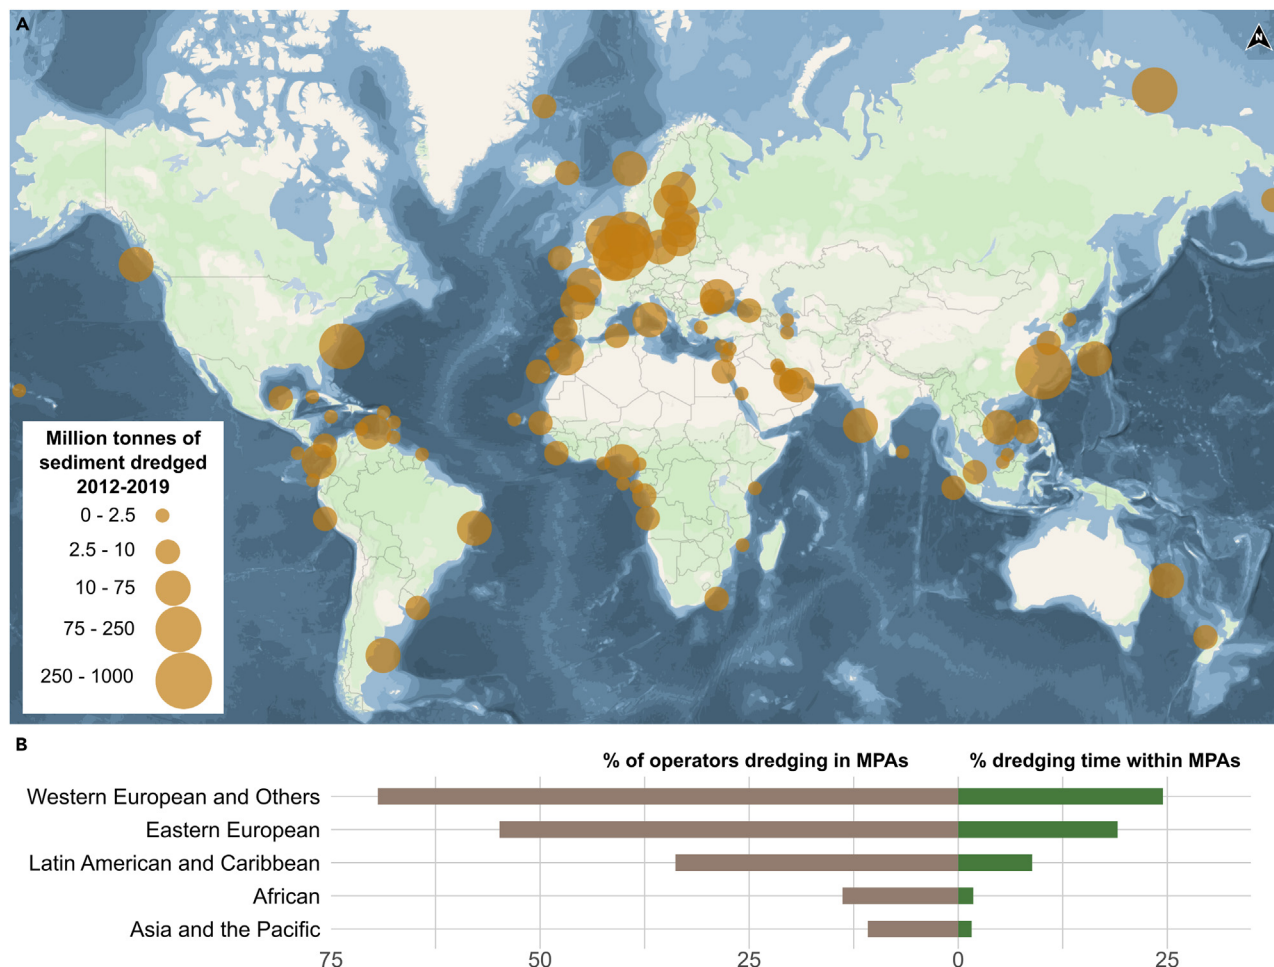 A
N
Million tonnes of
sediment dredged
2012-2019
0 - 2.5
2.5 - 10
10 - 75
75 - 250
250 - 1000
B
% of operators dredging in MPAs
% dredging time within MPAs
Western European and Others
Eastern European
Latin American and Caribbean
African
Asia and the Pacific
75 50 25 0 25